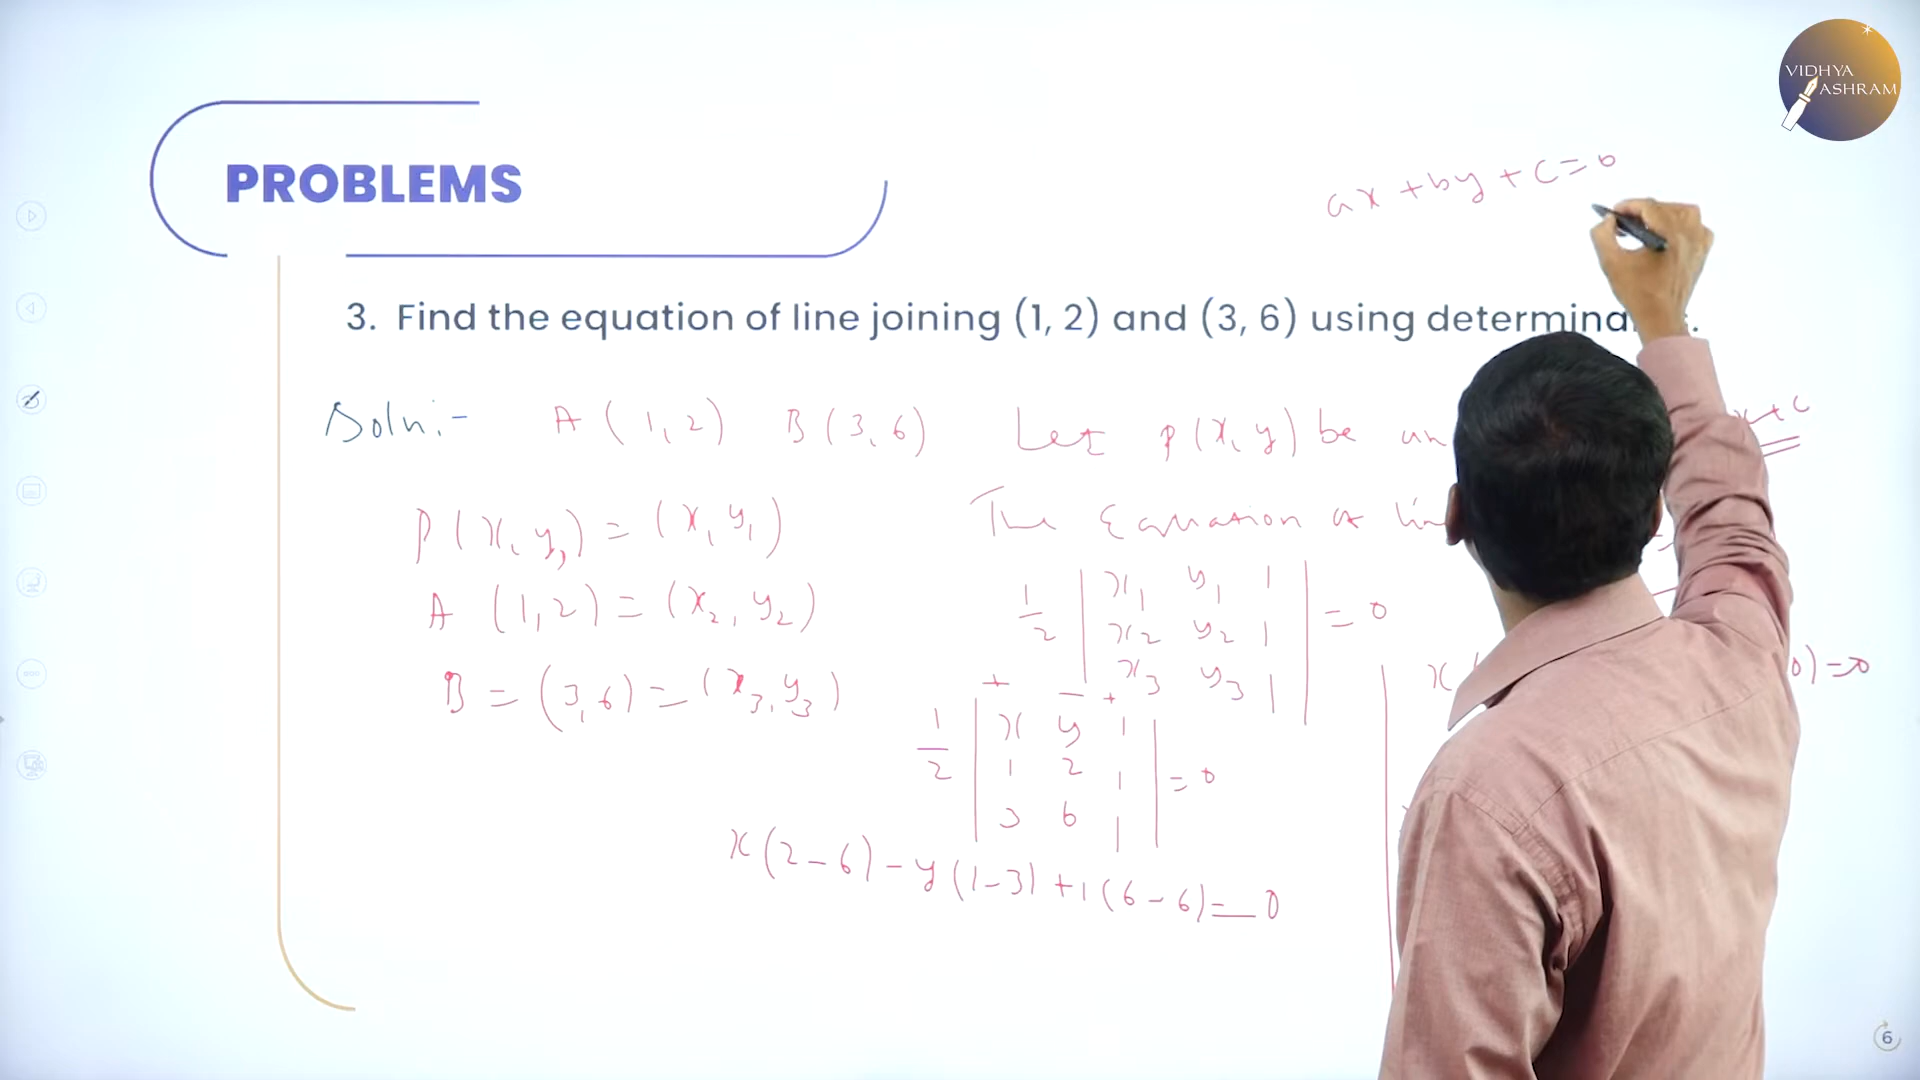 VIDHYA
ASHRAM
PROBLEMS
ax + by + c = 0
3. Find the equation of line joining (1, 2) and (3, 6) using
Soln:- A (1, 2) B (3, 6) Let P (x, y) be
P (x, y,) = (x, y₁)
A (1, 2) = (x₂, y₂)
B = (3, 6) = (x₃, y₃)
The Equation of
1/2 | x₁ y₁ 1 | = 0
| x₂ y₂ 1 |
| x₃ y₃ 1 |
+ - +
1/2 | x y 1 | = 0
| 1 2 1 |
| 3 6 1 |
x (2 - 6) - y (1 - 3) + 1 (6 - 6) = 0
6